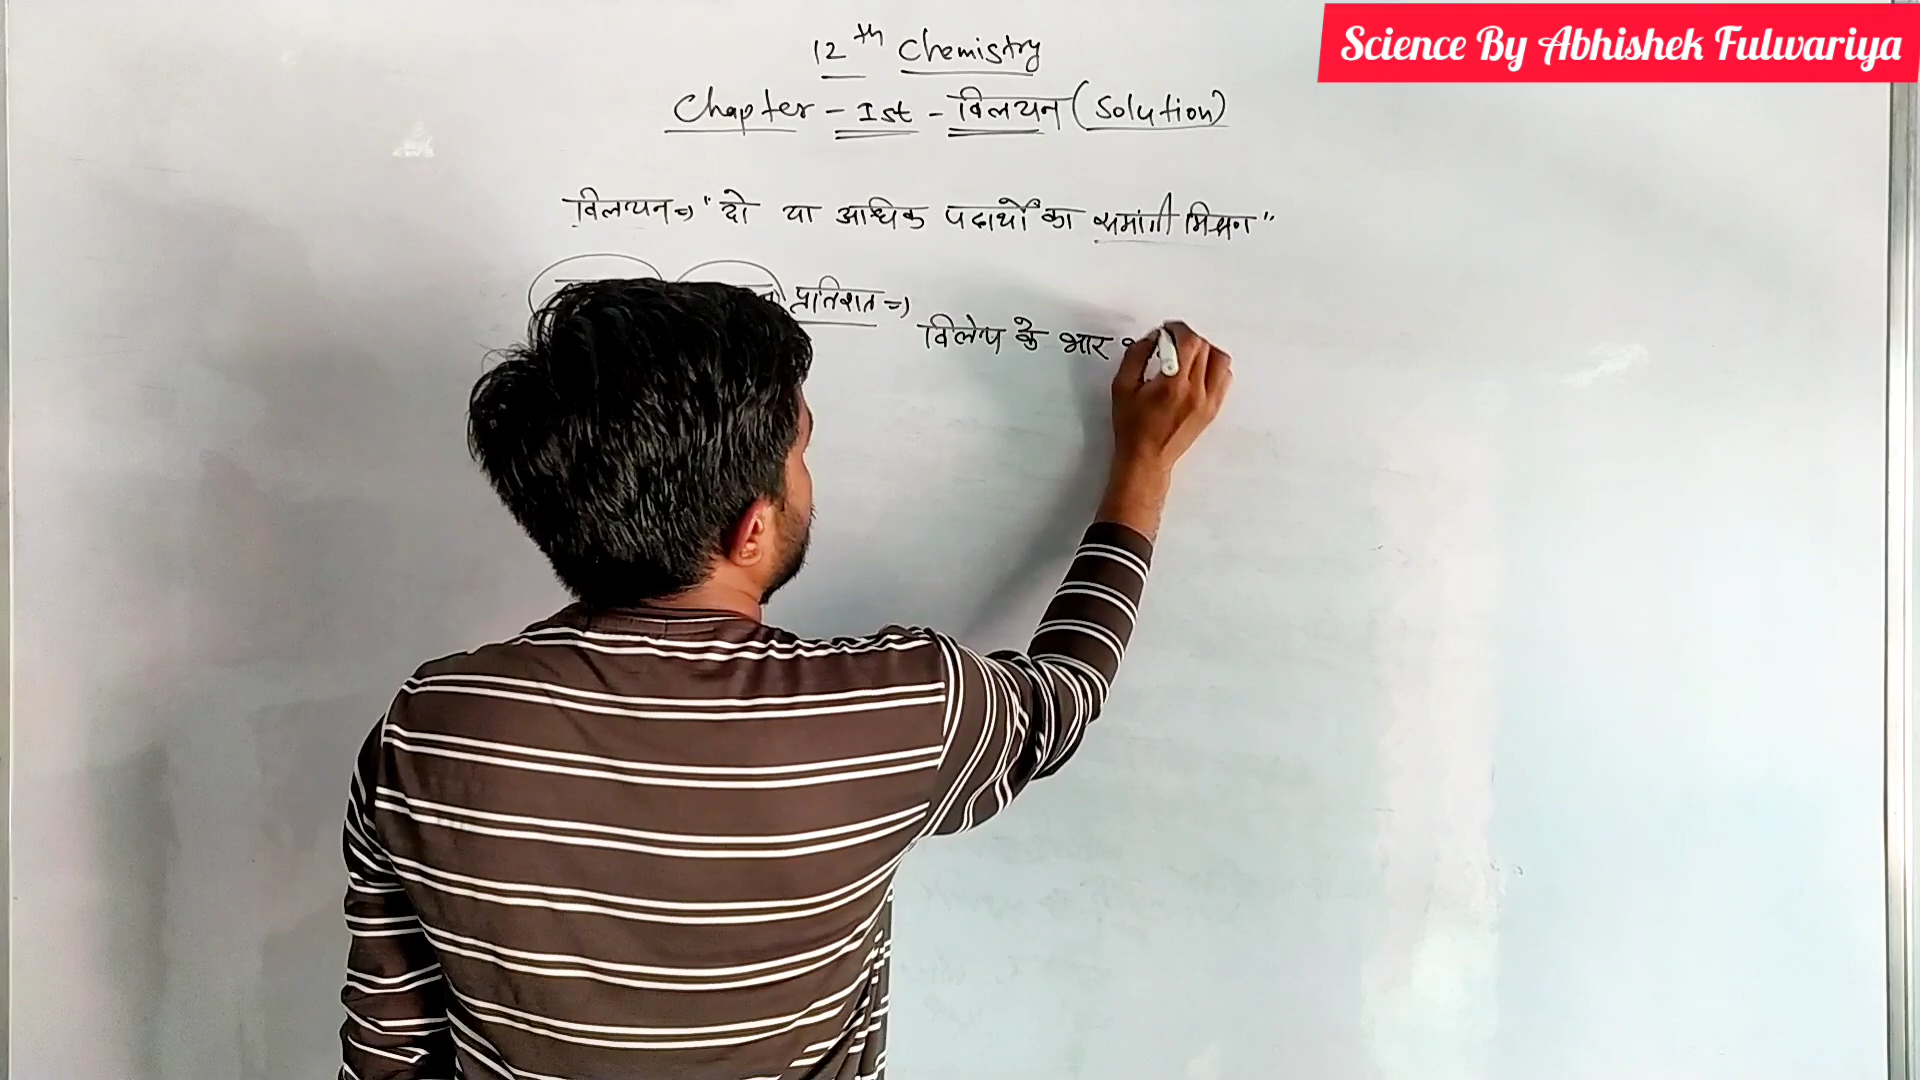 Science By Abhishek Fulwariya
12th Chemistry
Chapter - Ist - विलयन (Solution)
विलयन => " दो या अधिक पदार्थों का समांगी मिश्रण "
प्रतिशत =>
विलेय के भार